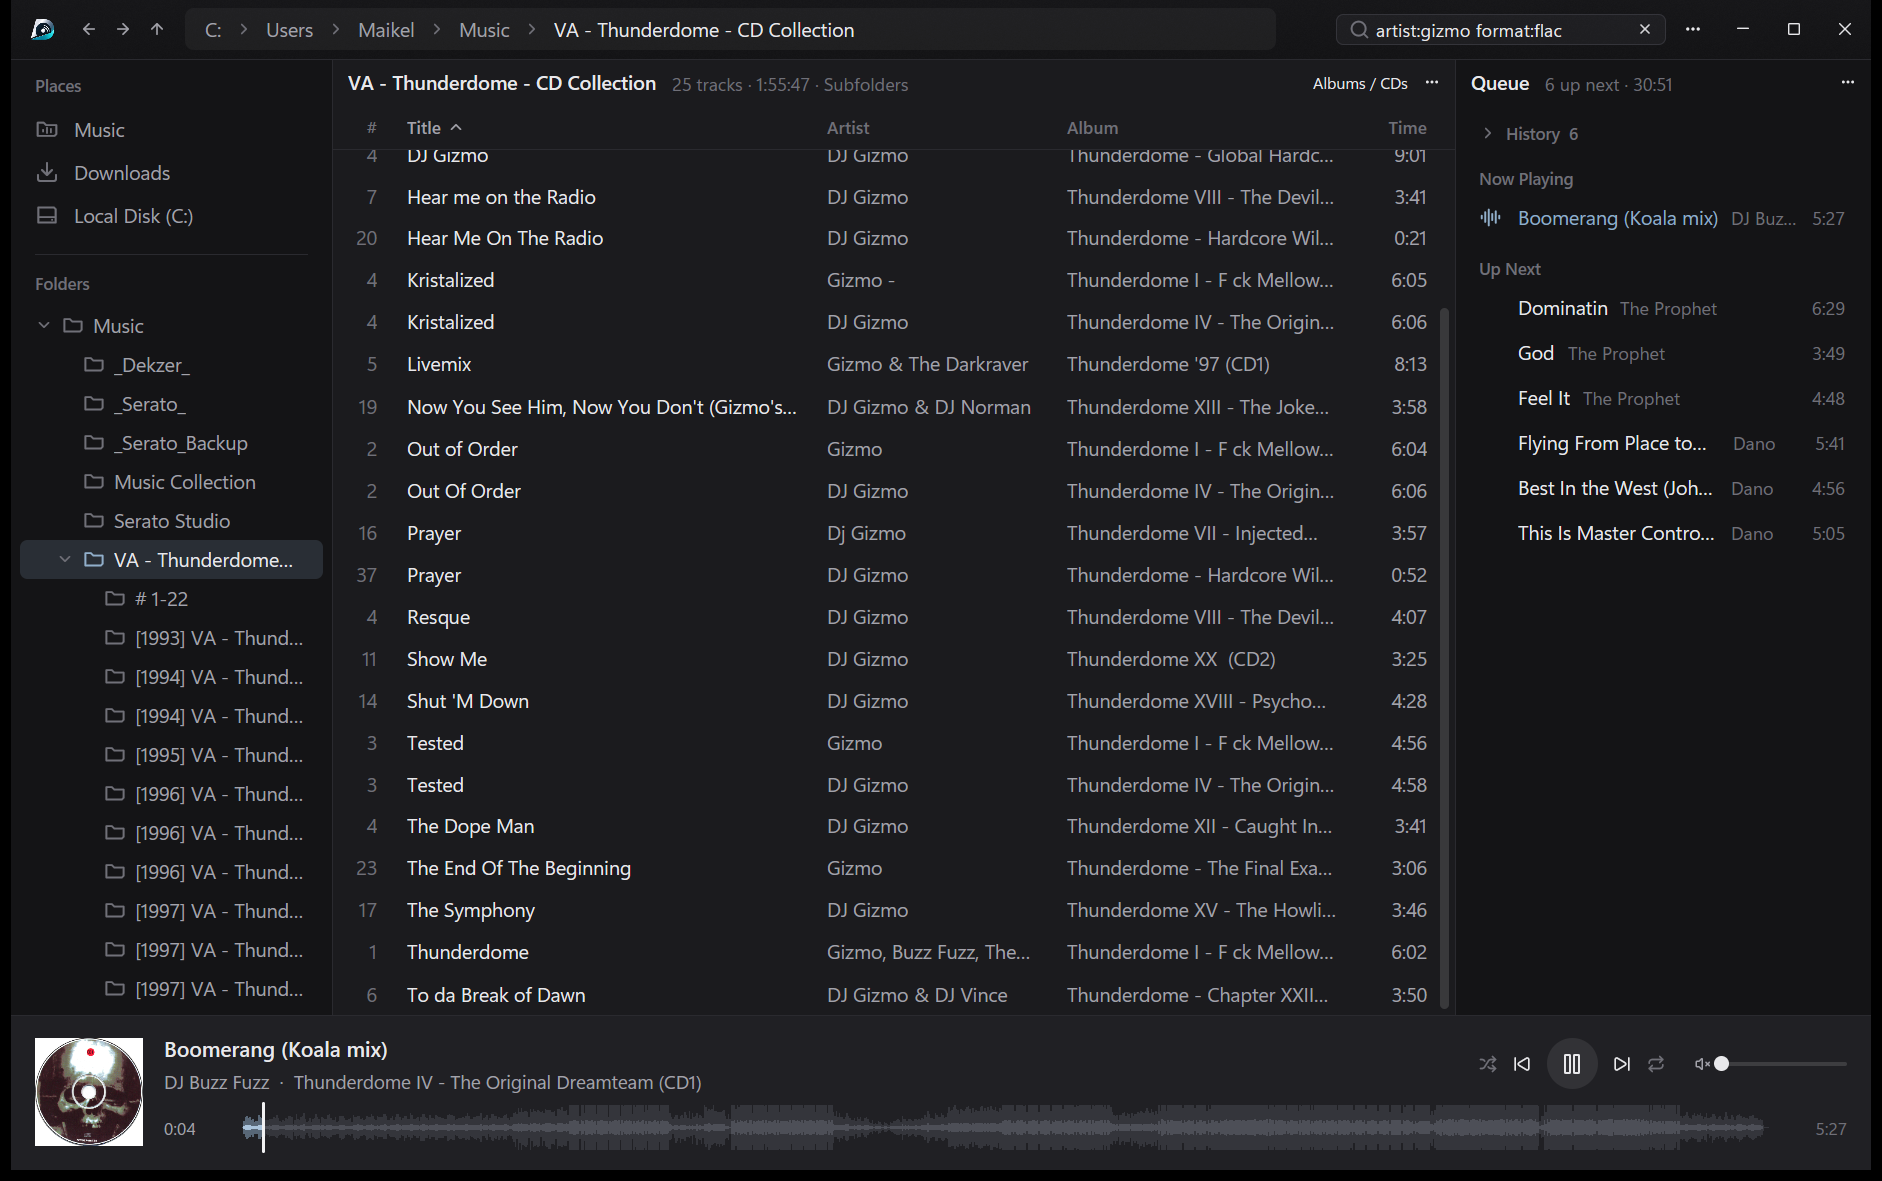 C: > Users > Maikel > Music > VA - Thunderdome - CD Collection
artist:gizmo format:flac
Places
Music
Downloads
Local Disk (C:)
Folders
Music
_Dekzer_
_Serato_
_Serato_Backup
Music Collection
Serato Studio
VA - Thunderdome...
# 1-22
[1993] VA - Thund...
[1994] VA - Thund...
[1994] VA - Thund...
[1995] VA - Thund...
[1996] VA - Thund...
[1996] VA - Thund...
[1996] VA - Thund...
[1997] VA - Thund...
[1997] VA - Thund...
[1997] VA - Thund...
VA - Thunderdome - CD Collection 25 tracks · 1:55:47 · Subfolders Albums / CDs
# Title Artist Album Time
4 DJ Gizmo DJ Gizmo Thunderdome - Global Hardc... 9:01
7 Hear me on the Radio DJ Gizmo Thunderdome VIII - The Devil... 3:41
20 Hear Me On The Radio DJ Gizmo Thunderdome - Hardcore Wil... 0:21
4 Kristalized Gizmo - Thunderdome I - F ck Mellow... 6:05
4 Kristalized DJ Gizmo Thunderdome IV - The Origin... 6:06
5 Livemix Gizmo & The Darkraver Thunderdome '97 (CD1) 8:13
19 Now You See Him, Now You Don't (Gizmo's... DJ Gizmo & DJ Norman Thunderdome XIII - The Joke... 3:58
2 Out of Order Gizmo Thunderdome I - F ck Mellow... 6:04
2 Out Of Order DJ Gizmo Thunderdome IV - The Origin... 6:06
16 Prayer Dj Gizmo Thunderdome VII - Injected... 3:57
37 Prayer DJ Gizmo Thunderdome - Hardcore Wil... 0:52
4 Resque DJ Gizmo Thunderdome VIII - The Devil... 4:07
11 Show Me DJ Gizmo Thunderdome XX (CD2) 3:25
14 Shut 'M Down DJ Gizmo Thunderdome XVIII - Psycho... 4:28
3 Tested Gizmo Thunderdome I - F ck Mellow... 4:56
3 Tested DJ Gizmo Thunderdome IV - The Origin... 4:58
4 The Dope Man DJ Gizmo Thunderdome XII - Caught In... 3:41
23 The End Of The Beginning Gizmo Thunderdome - The Final Exa... 3:06
17 The Symphony DJ Gizmo Thunderdome XV - The Howli... 3:46
1 Thunderdome Gizmo, Buzz Fuzz, The... Thunderdome I - F ck Mellow... 6:02
6 To da Break of Dawn DJ Gizmo & DJ Vince Thunderdome - Chapter XXII... 3:50
Queue 6 up next · 30:51
History 6
Now Playing
Boomerang (Koala mix) DJ Buz... 5:27
Up Next
Dominatin The Prophet 6:29
God The Prophet 3:49
Feel It The Prophet 4:48
Flying From Place to... Dano 5:41
Best In the West (Joh... Dano 4:56
This Is Master Contro... Dano 5:05
Boomerang (Koala mix)
DJ Buzz Fuzz · Thunderdome IV - The Original Dreamteam (CD1)
0:04
5:27